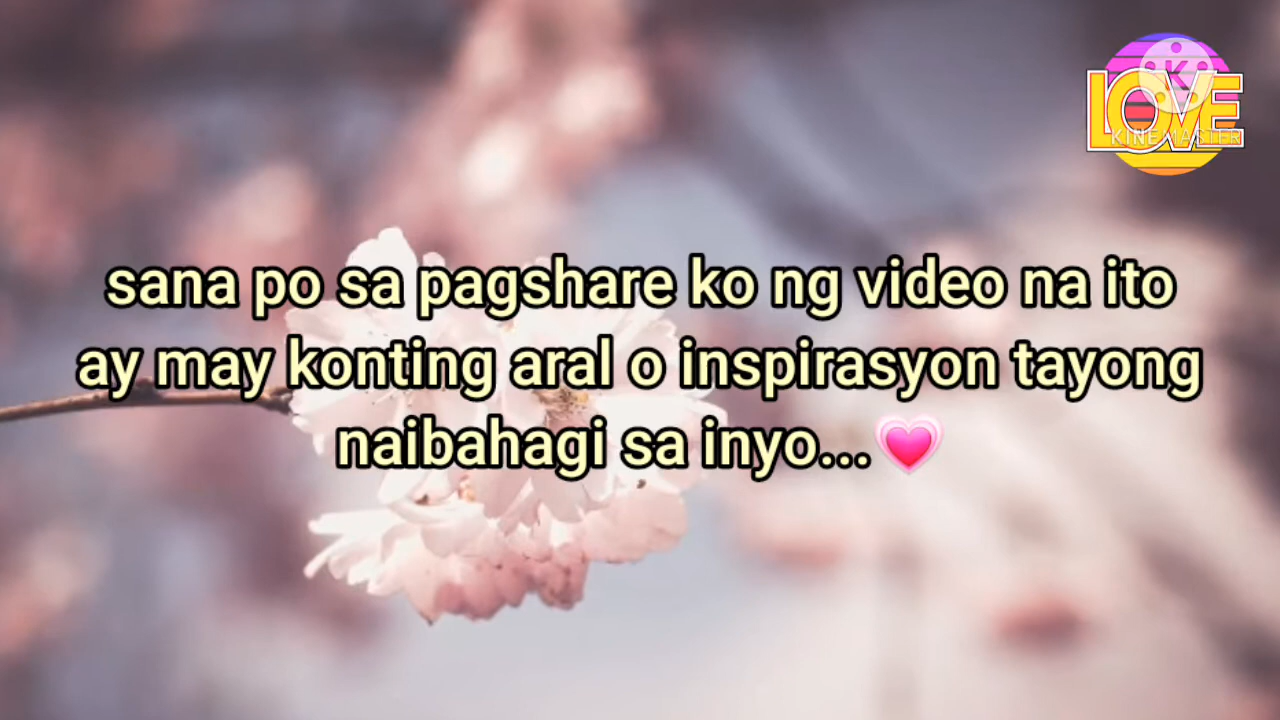 LOVE
KINEMASTER
sana po sa pagshare ko ng video na ito
ay may konting aral o inspirasyon tayong
naibahagi sa inyo...💗